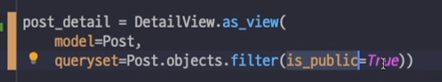 post_detail = DetailView.as_view(
    model=Post,
    queryset=Post.objects.filter(is_public=True))